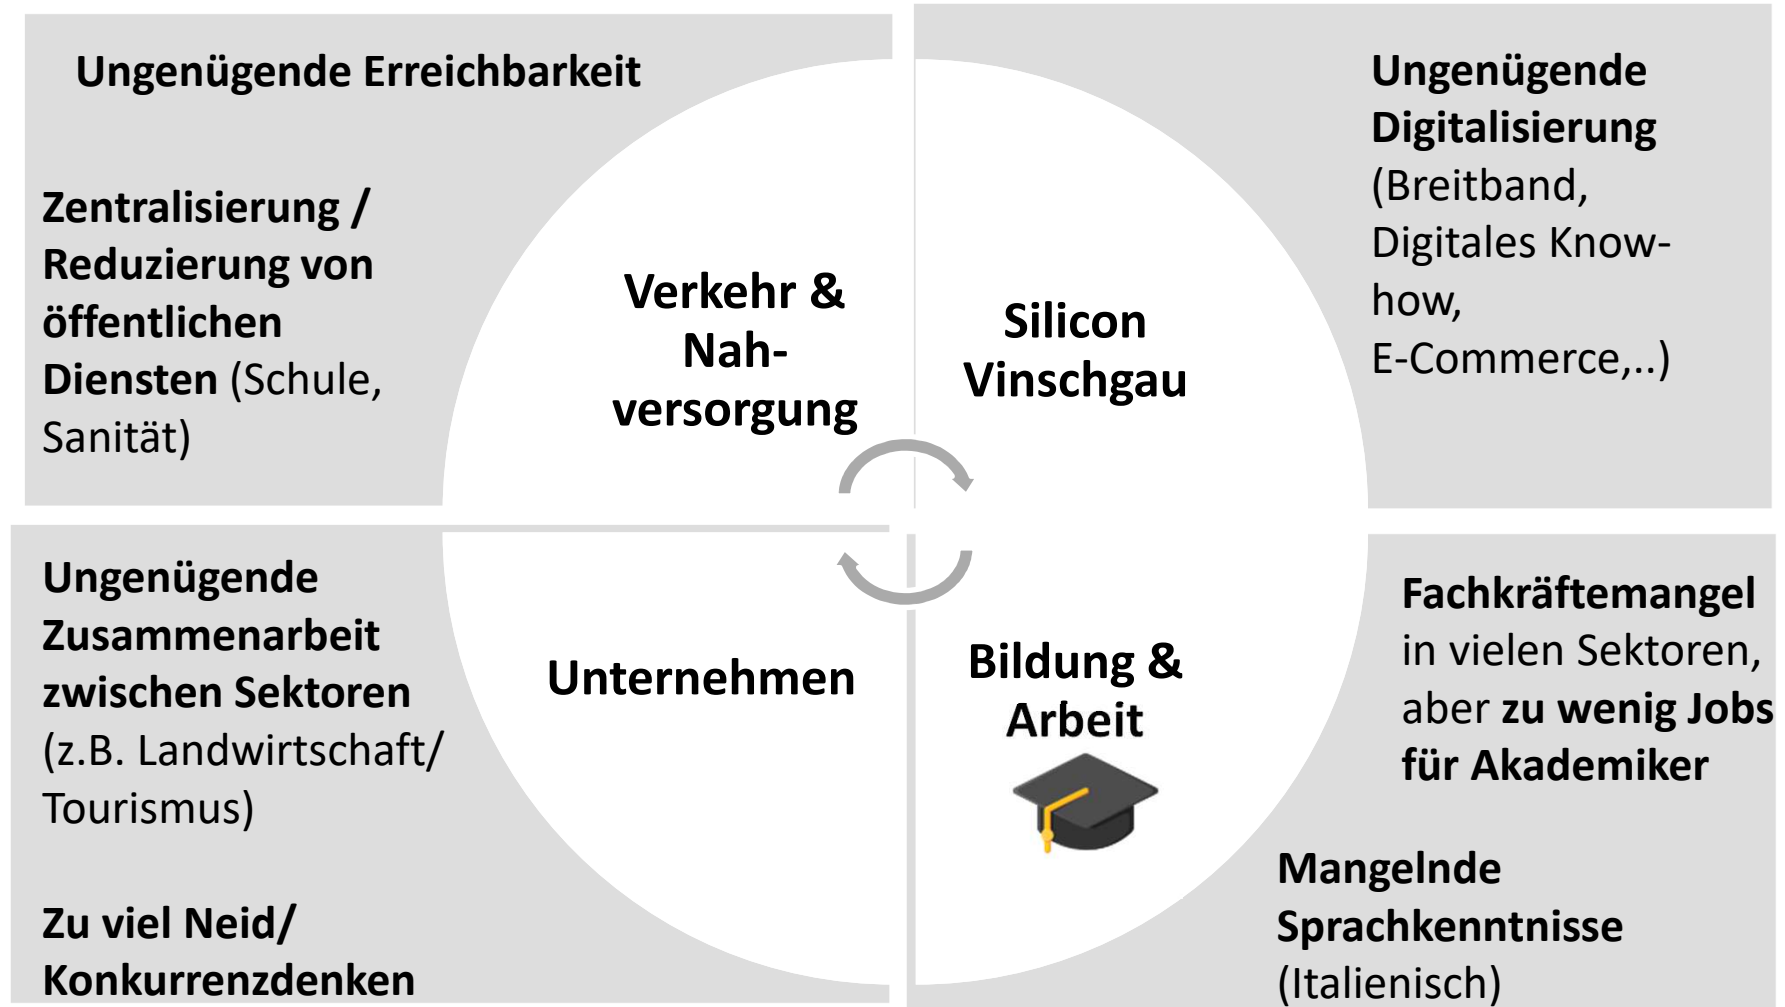 Ungenügende Erreichbarkeit
Zentralisierung /
Reduzierung von
öffentlichen
Diensten (Schule,
Sanität)
Verkehr &
Nah-
versorgung
Silicon
Vinschgau
Ungenügende
Digitalisierung
(Breitband,
Digitales Know-
how,
E-Commerce,..)
Ungenügende
Zusammenarbeit
zwischen Sektoren
(z.B. Landwirtschaft/
Tourismus)
Zu viel Neid/
Konkurrenzdenken
Unternehmen
Bildung &
Arbeit
Fachkräftemangel
in vielen Sektoren,
aber zu wenig Jobs
für Akademiker
Mangelnde
Sprachkenntnisse
(Italienisch)